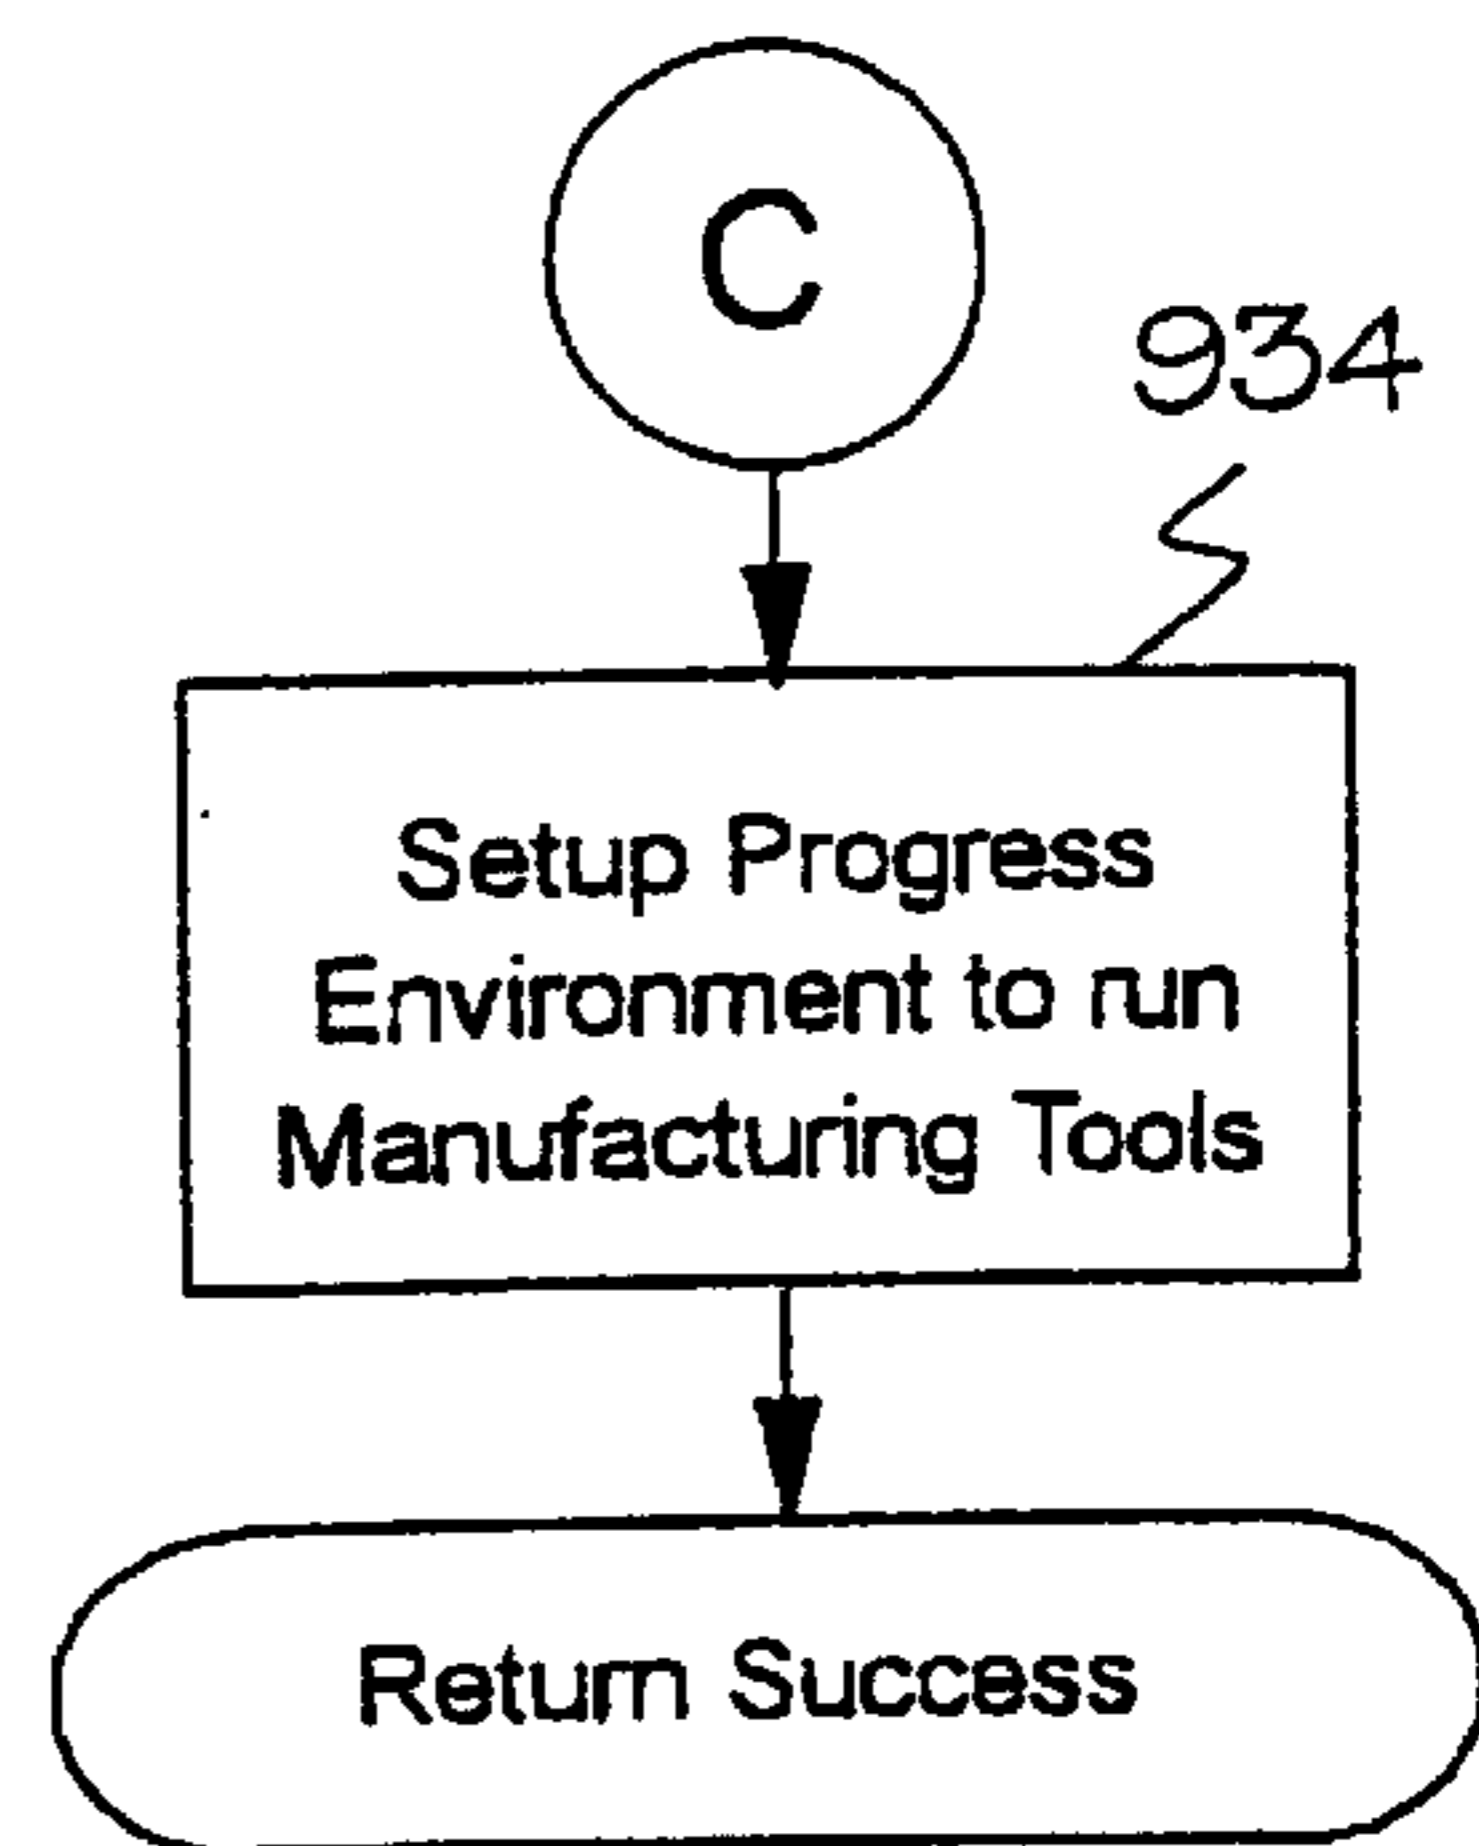 C
934
Setup Progress
Environment to run
Manufacturing Tools
Return Success